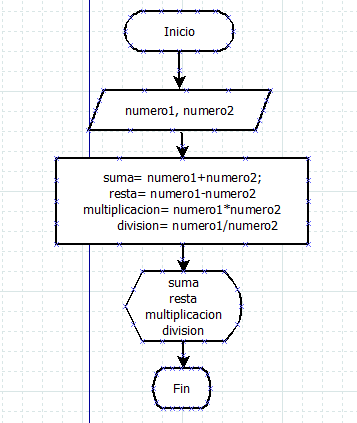 Inicio
numero1, numero2
suma= numero1+numero2;
resta= numero1-numero2
multiplicacion= numero1*numero2
division= numero1/numero2
suma
resta
multiplicacion
division
Fin